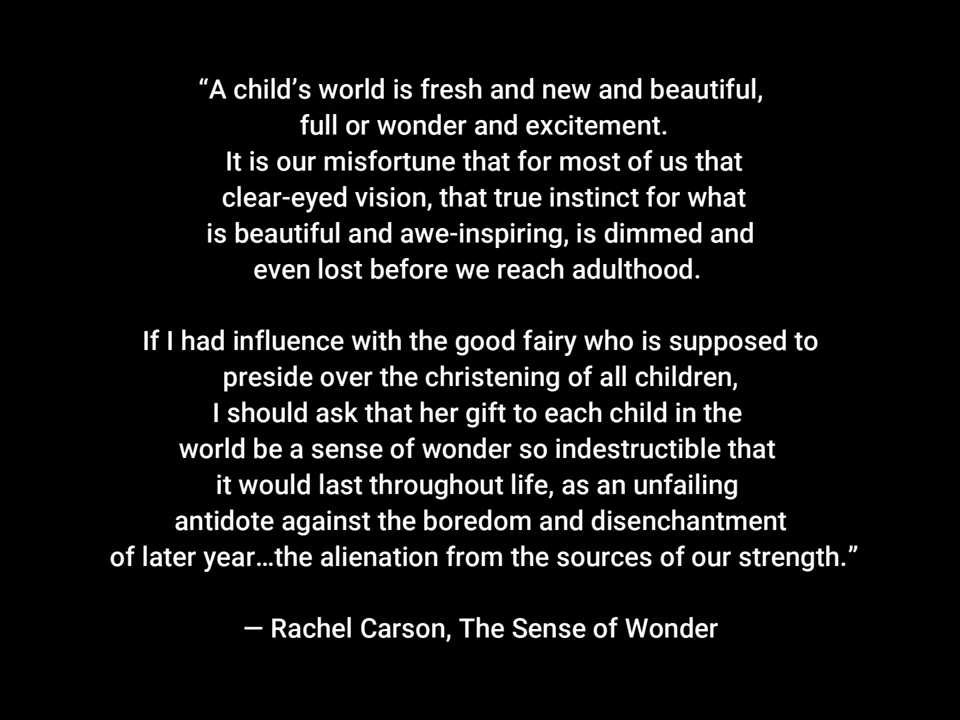 “A child’s world is fresh and new and beautiful,
full or wonder and excitement.
It is our misfortune that for most of us that
clear-eyed vision, that true instinct for what
is beautiful and awe-inspiring, is dimmed and
even lost before we reach adulthood.
If I had influence with the good fairy who is supposed to
preside over the christening of all children,
I should ask that her gift to each child in the
world be a sense of wonder so indestructible that
it would last throughout life, as an unfailing
antidote against the boredom and disenchantment
of later year…the alienation from the sources of our strength.”
— Rachel Carson, The Sense of Wonder